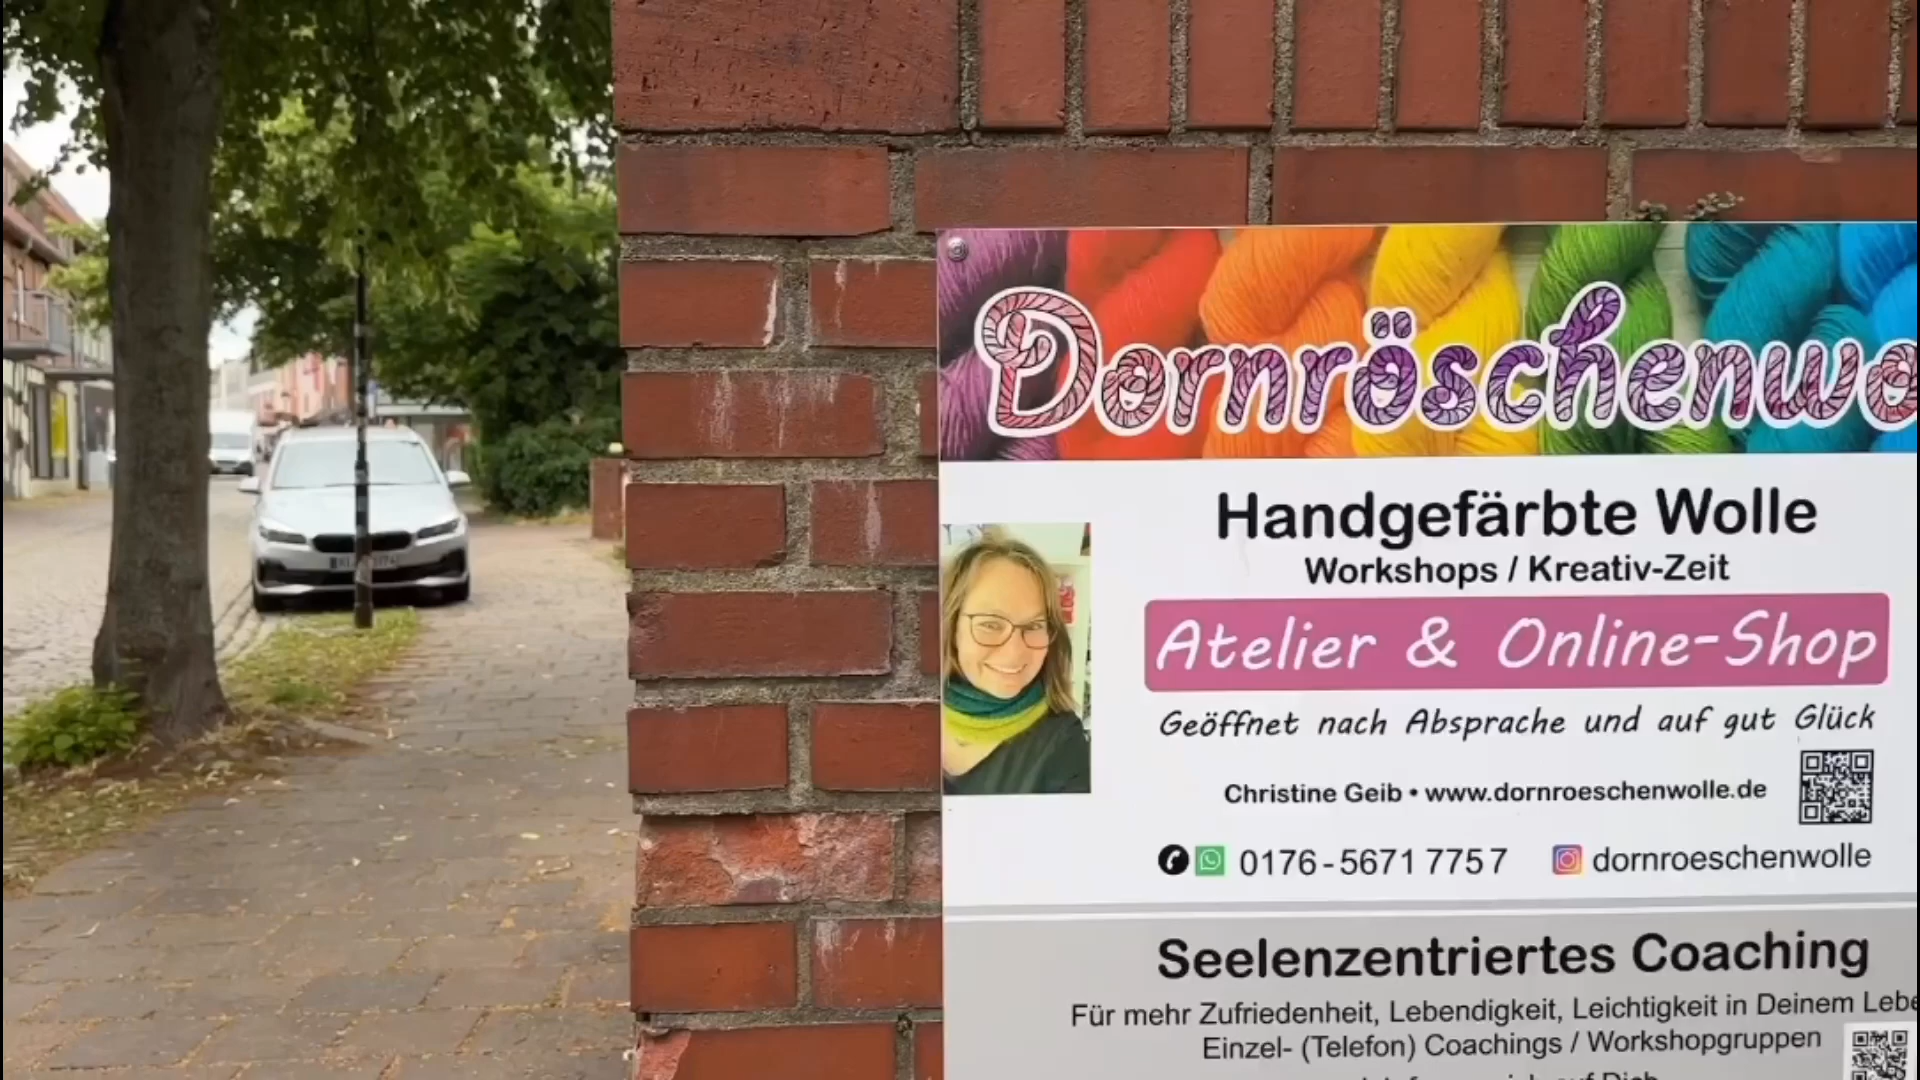 Dornröschenwo
Handgefärbte Wolle
Workshops / Kreativ-Zeit
Atelier & Online-Shop
Geöffnet nach Absprache und auf gut Glück
Christine Geib • www.dornroeschenwolle.de
0176-5671 7757 dornroeschenwolle
Seelenzentriertes Coaching
Für mehr Zufriedenheit, Lebendigkeit, Leichtigkeit in Deinem Lebe
Einzel- (Telefon) Coachings / Workshopgruppen